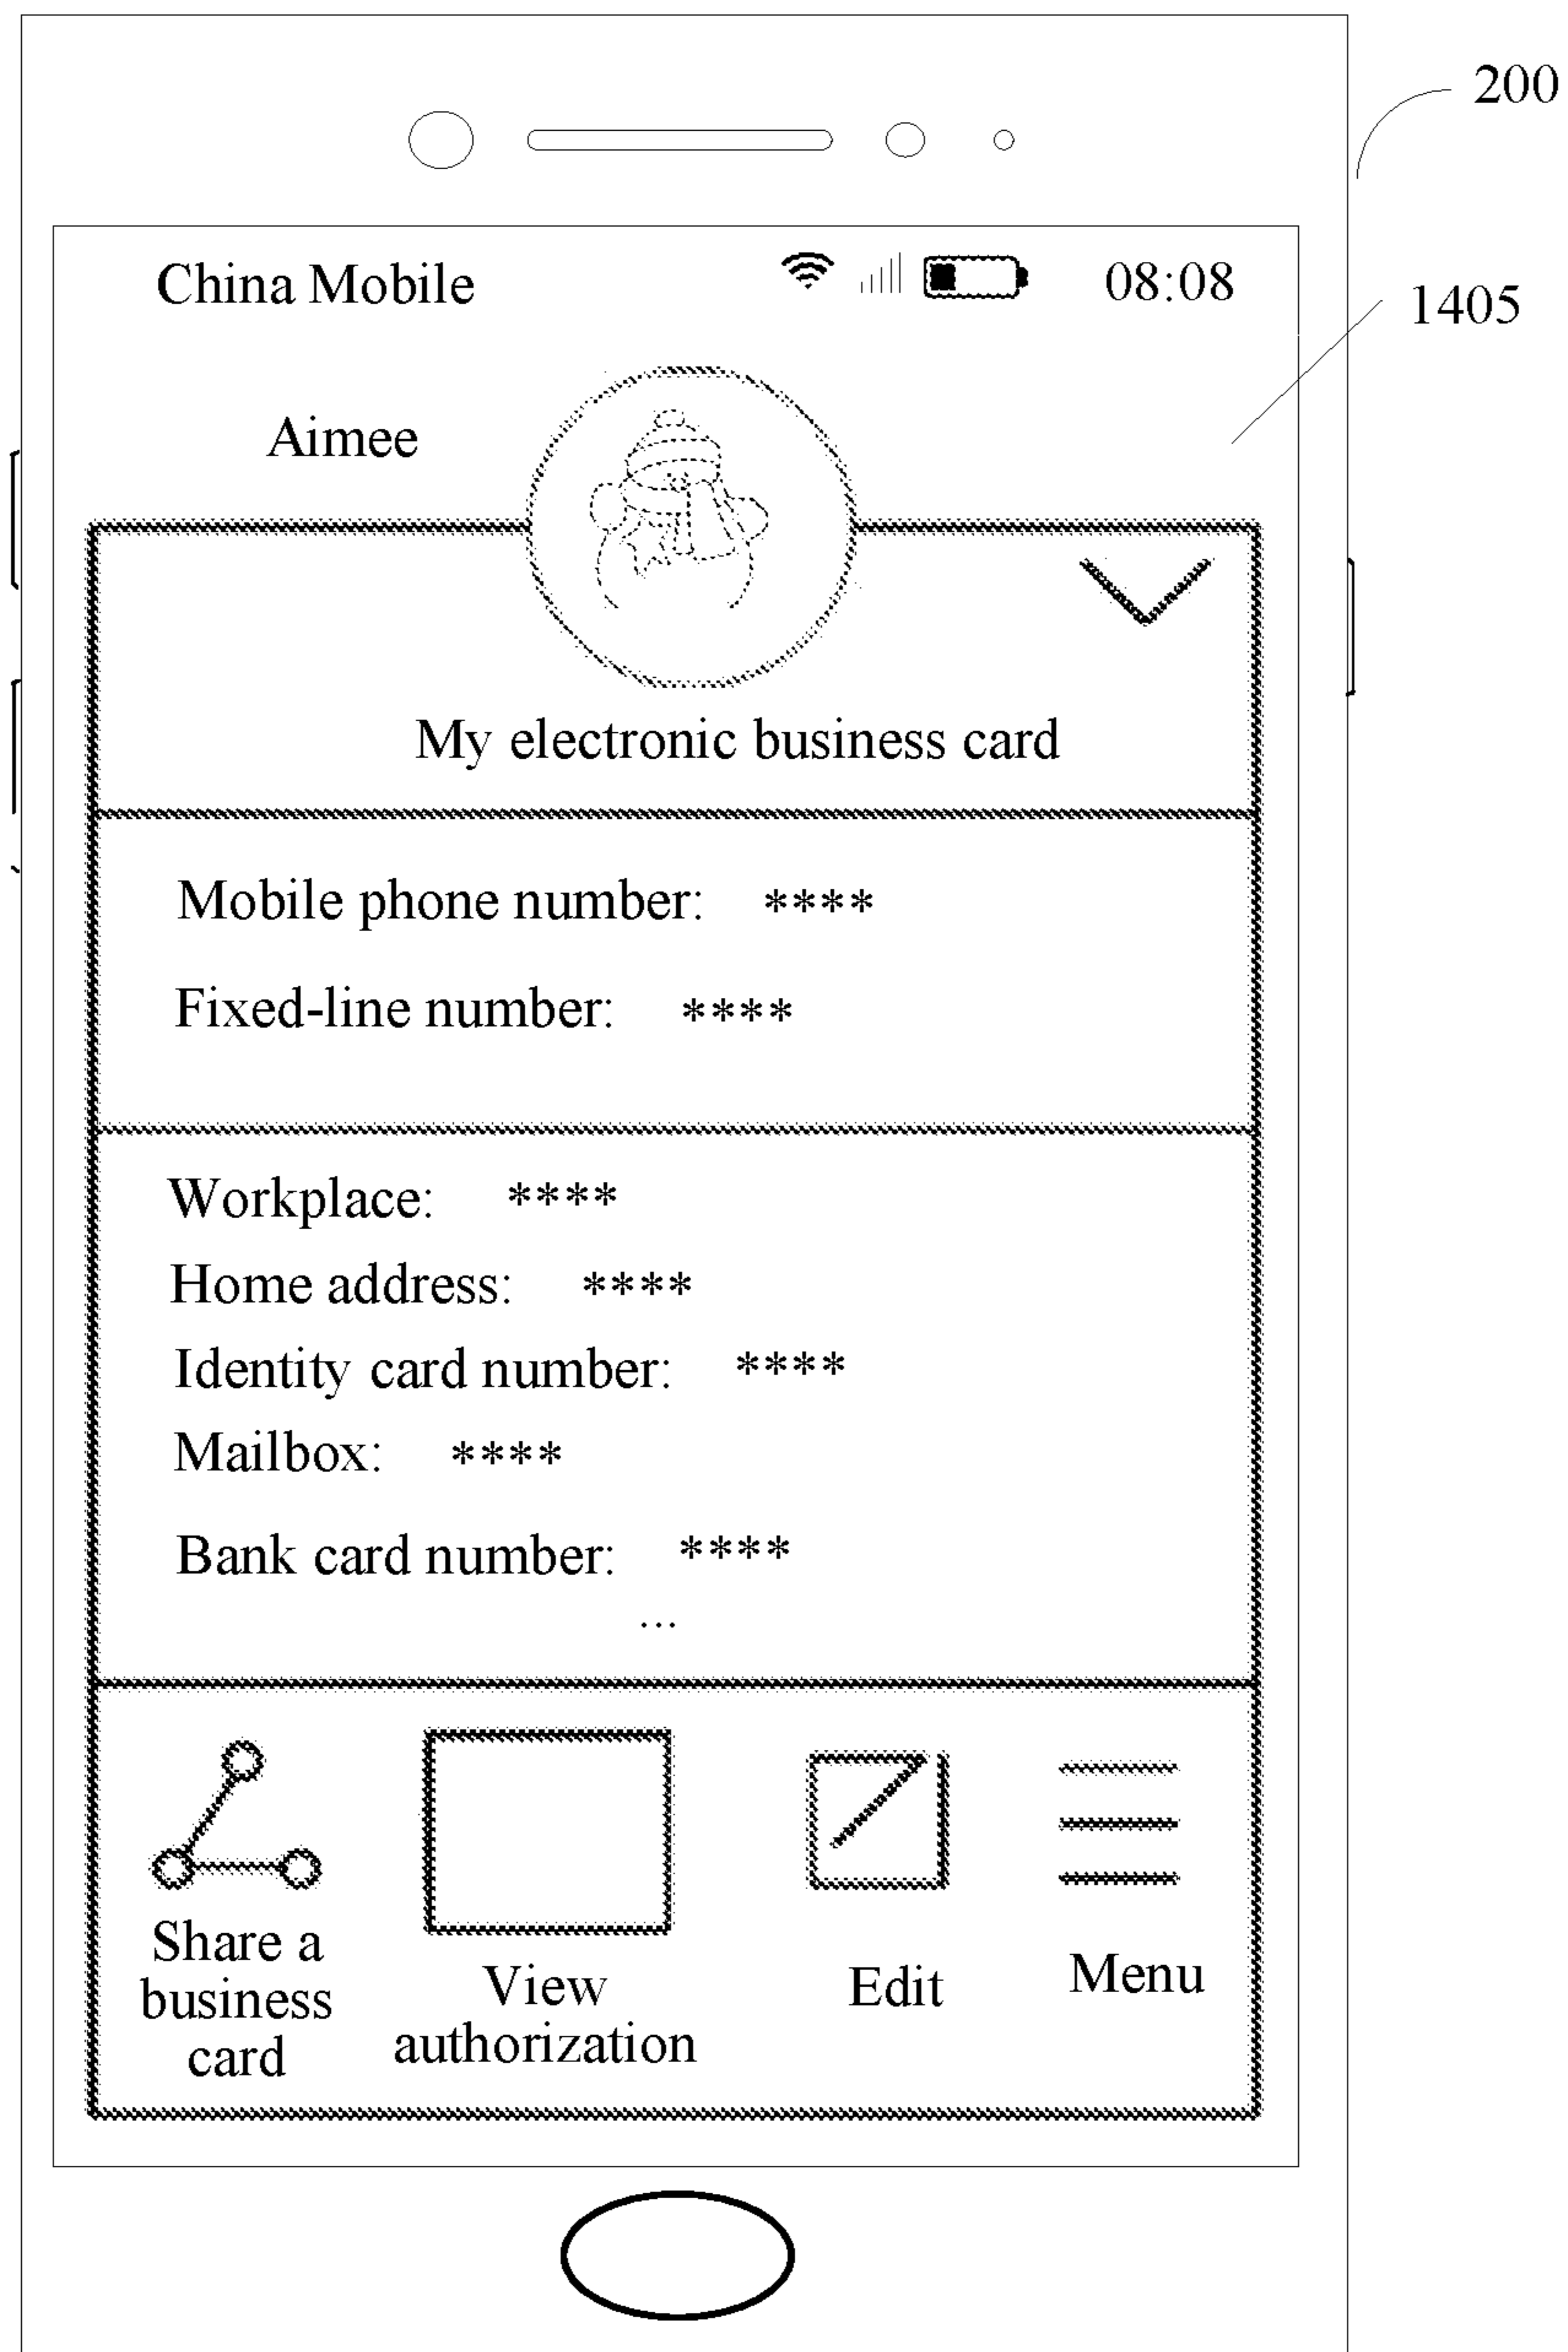 200
China Mobile 08:08
1405
Aimee
My electronic business card
Mobile phone number: ****
Fixed-line number: ****
Workplace: ****
Home address: ****
Identity card number: ****
Mailbox: ****
Bank card number: ****
...
Share a
business
card
View
authorization
Edit
Menu